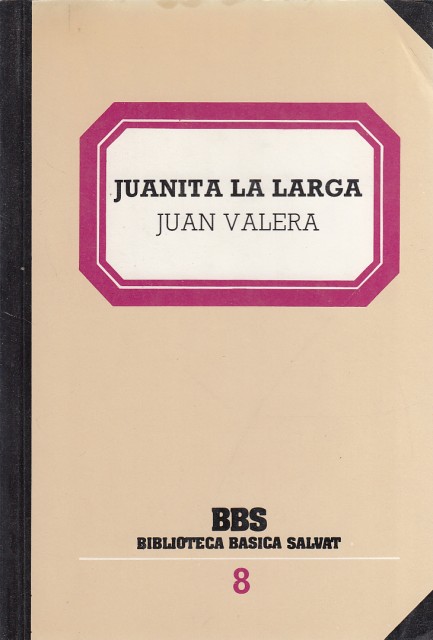 JUANITA LA LARGA
JUAN VALERA
BBS
BIBLIOTECA BASICA SALVAT
8